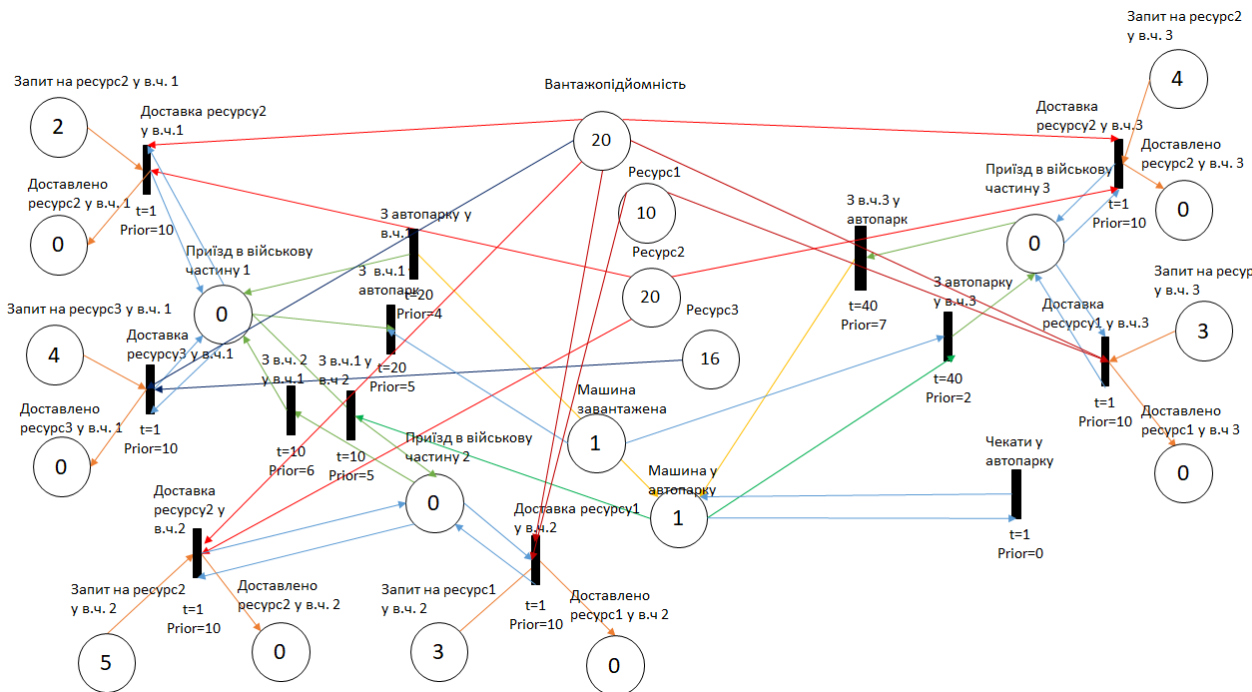 Запит на ресурс2
у в.ч. 3
4
Запит на ресурс2 у в.ч. 1
2
Доставка ресурсу2
у в.ч.1
Вантажопідйомність
20
Доставка
ресурсу2 у в.ч.3
Доставлено
ресурс2 у в.ч. 3
0
Доставлено
ресурс2 у в.ч. 1
0
t=1
Prior=10
Ресурс1
10
Приїзд в військову
частину 3
0
t=1
Prior=10
З автопарку у
в.ч.1
З в.ч.3 у
автопарк
Приїзд в військову
частину 1
0
З в.ч.1
автопарк
t=20
Prior=4
Ресурс2
20
t=40
Prior=7
З автопарку
у в.ч.3
Запит на ресур
у в.ч. 3
3
Запит на ресурс3 у в.ч. 1
4
Доставка
ресурсу3 у в.ч.1
Ресурс3
16
Доставка
ресурсу1 у в.ч.3
t=20
Prior=5
t=40
Prior=2
t=1
Prior=10
З в.ч. 2
у в.ч.1
З в.ч.1 у
в.ч 2
Машина
завантажена
1
Доставлено
ресурс3 у в.ч. 1
0
t=1
Prior=10
t=10
Prior=6
t=10
Prior=5
Приїзд в військову
частину 2
0
Машина у
автопарку
1
Чекати у
автопарку
t=1
Prior=0
Доставлено
ресурс1 у в.ч 3
0
Доставка
ресурсу2 у
в.ч.2
Доставка ресурсу1
у в.ч.2
Запит на ресурс2
у в.ч. 2
5
t=1
Prior=10
Доставлено
ресурс2 у в.ч. 2
0
Запит на ресурс1
у в.ч. 2
3
t=1
Prior=10
Доставлено
ресурс1 у в.ч 2
0